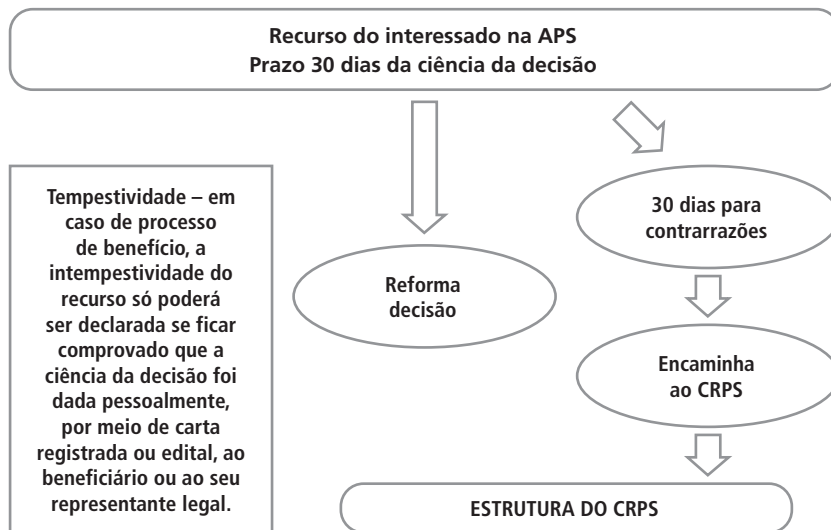 Recurso do interessado na APS
Prazo 30 dias da ciência da decisão
Tempestividade – em
caso de processo
de benefício, a
intempestividade do
recurso só poderá
ser declarada se ficar
comprovado que a
ciência da decisão foi
dada pessoalmente,
por meio de carta
registrada ou edital, ao
beneficiário ou ao seu
representante legal.
Reforma
decisão
30 dias para
contrarrazões
Encaminha
ao CRPS
ESTRUTURA DO CRPS